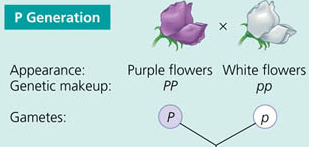 P Generation
×
Appearance: Purple flowers White flowers
Genetic makeup: PP pp
Gametes: P p